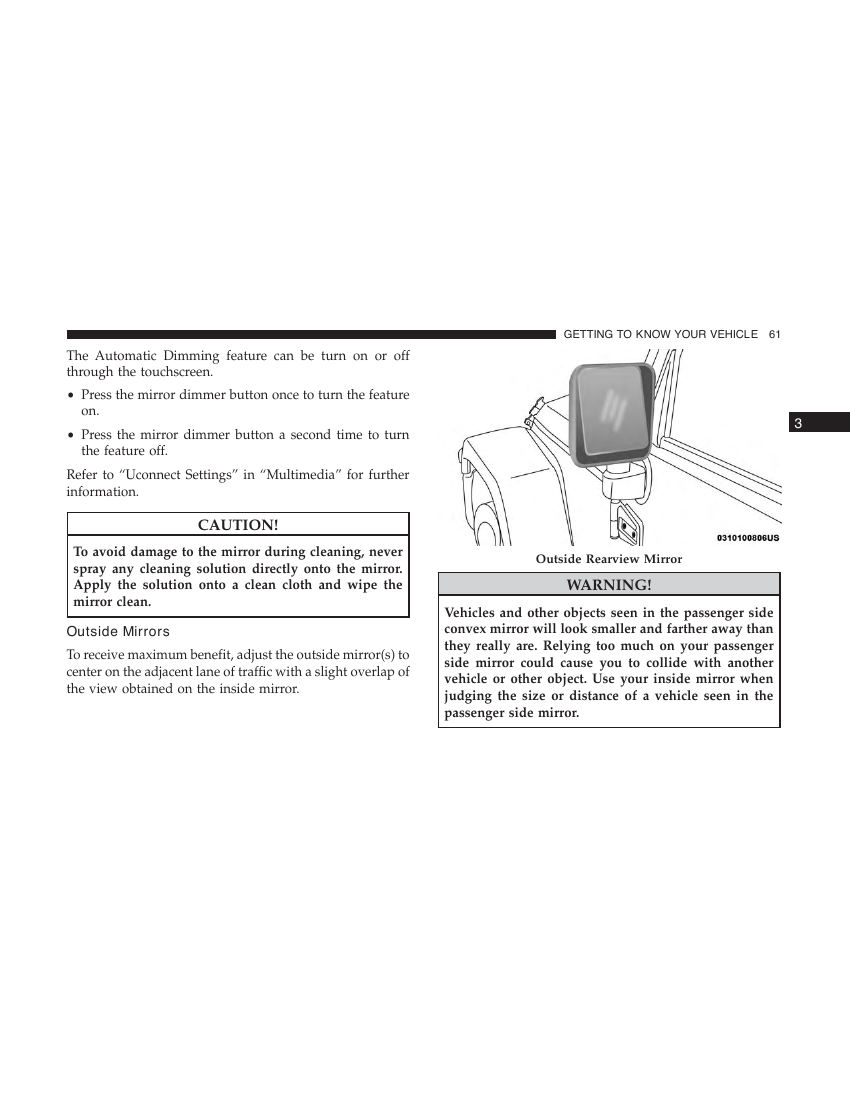 GETTING TO KNOW YOUR VEHICLE 61
The Automatic Dimming feature can be turn on or off
through the touchscreen.
• Press the mirror dimmer button once to turn the feature
on.
• Press the mirror dimmer button a second time to turn
the feature off.
Refer to “Uconnect Settings” in “Multimedia” for further
information.
CAUTION!
To avoid damage to the mirror during cleaning, never
spray any cleaning solution directly onto the mirror.
Apply the solution onto a clean cloth and wipe the
mirror clean.
Outside Mirrors
To receive maximum benefit, adjust the outside mirror(s) to
center on the adjacent lane of traffic with a slight overlap of
the view obtained on the inside mirror.
0310100806US
Outside Rearview Mirror
WARNING!
Vehicles and other objects seen in the passenger side
convex mirror will look smaller and farther away than
they really are. Relying too much on your passenger
side mirror could cause you to collide with another
vehicle or other object. Use your inside mirror when
judging the size or distance of a vehicle seen in the
passenger side mirror.
3